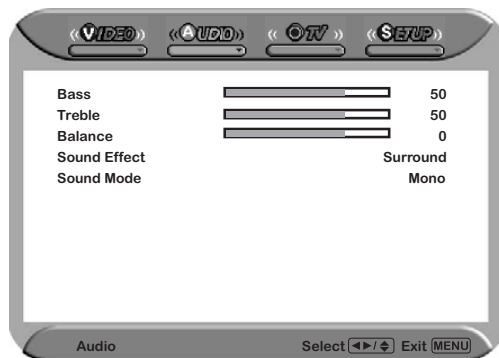 VIDEO AUDIO TV SETUP
Bass 50
Treble 50
Balance 0
Sound Effect Surround
Sound Mode Mono
Audio Select ◀▶/◆ Exit MENU